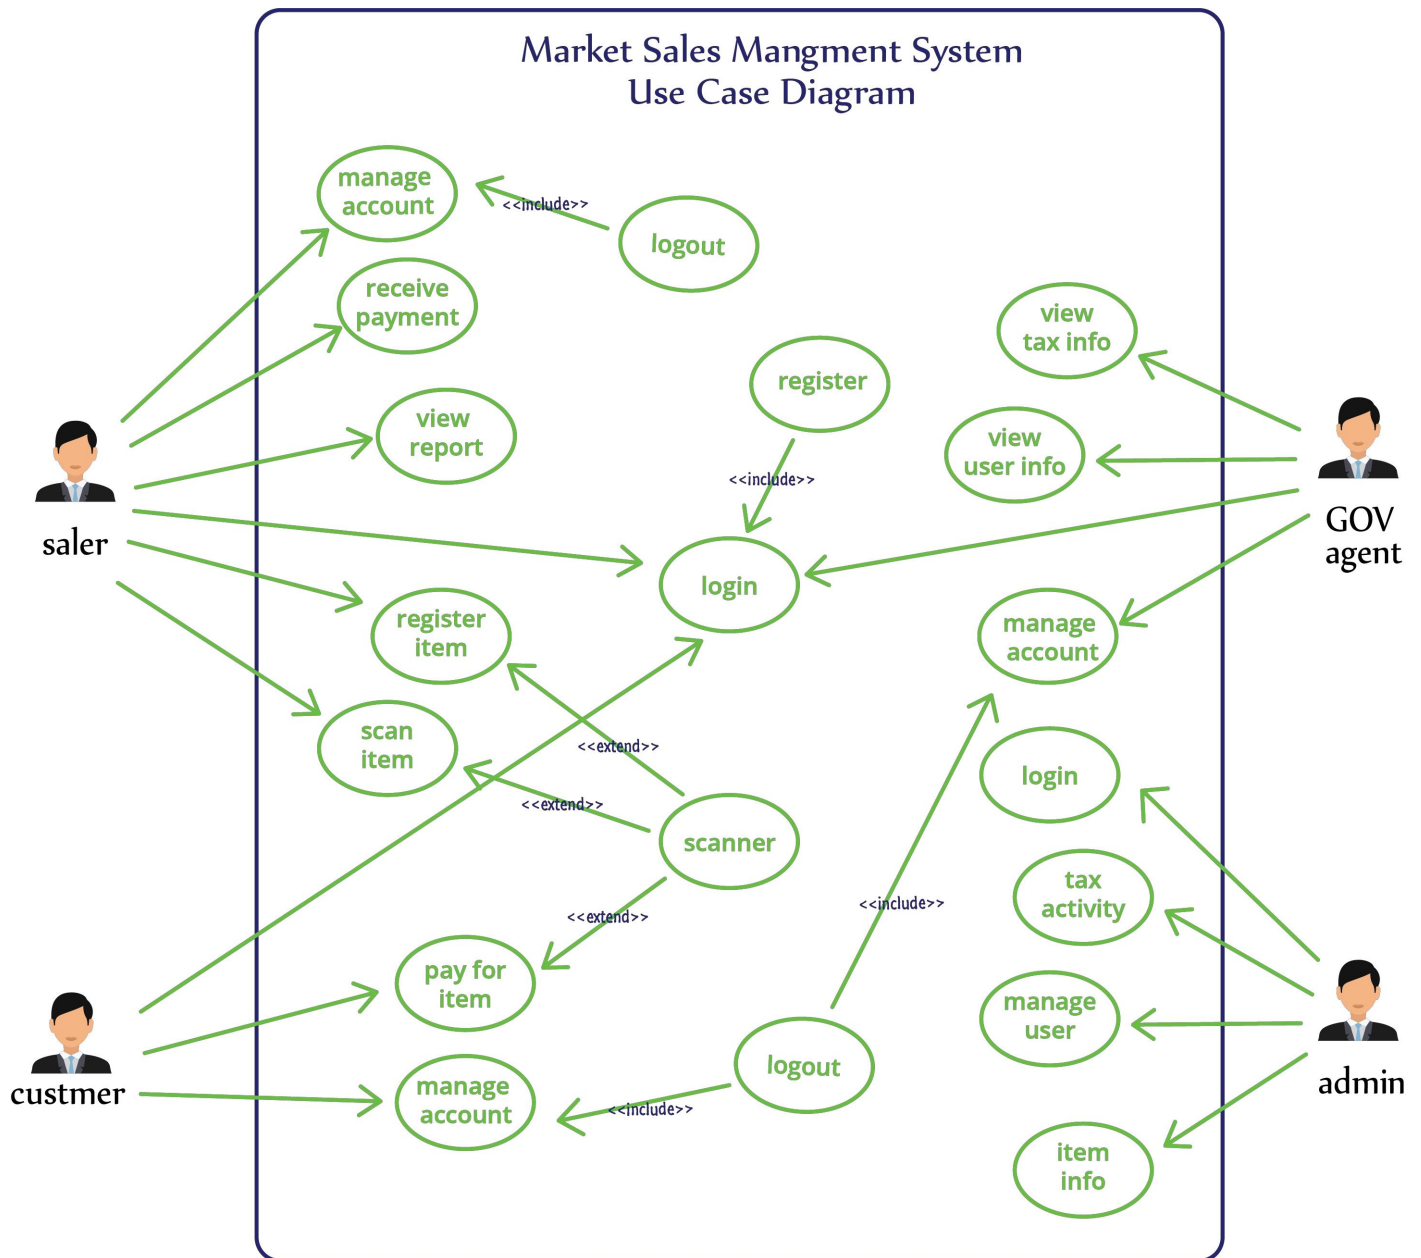 Market Sales Mangment System
Use Case Diagram
manage
account
<<include>>
logout
receive
payment
view
tax info
register
view
report
view
user info
<<include>>
saler
GOV
agent
login
register
item
manage
account
scan
item
<<extend>>
login
<<extend>>
scanner
tax
activity
<<include>>
<<extend>>
pay for
item
manage
user
custmer
logout
admin
manage
account
<<include>>
item
info